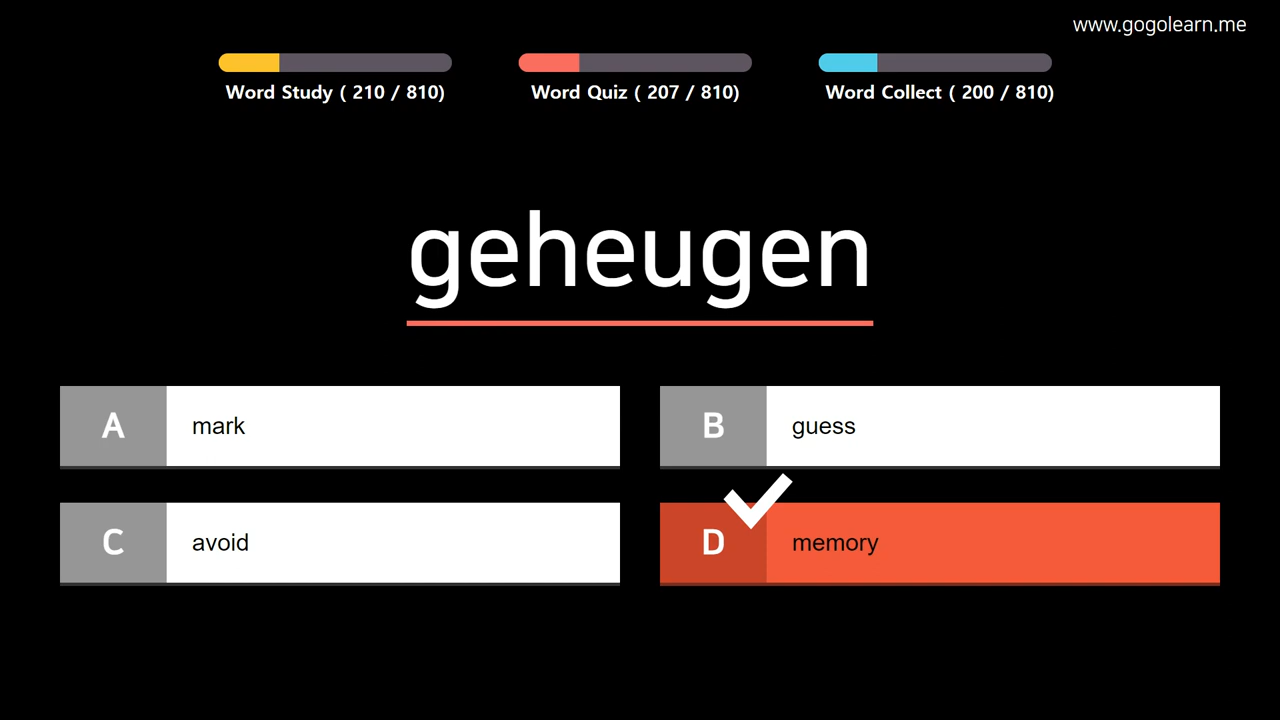 www.gogolearn.me
Word Study ( 210 / 810)
Word Quiz ( 207 / 810)
Word Collect ( 200 / 810)
geheugen
A mark
B guess
C avoid
D memory